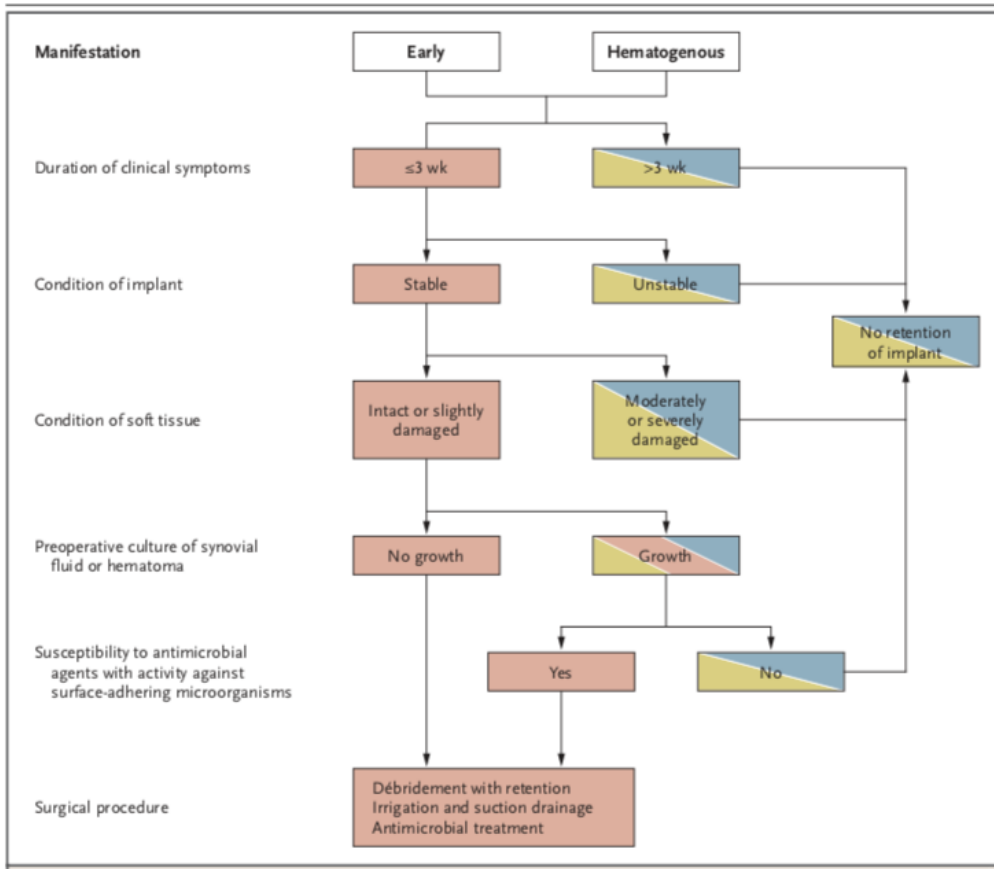 Manifestation
Early
Hematogenous
Duration of clinical symptoms
≤3 wk
>3 wk
Condition of implant
Stable
Unstable
No retention
of implant
Condition of soft tissue
Intact or slightly
damaged
Moderately
or severely
damaged
Preoperative culture of synovial
fluid or hematoma
No growth
Growth
Susceptibility to antimicrobial
agents with activity against
surface-adhering microorganisms
Yes
No
Surgical procedure
Débridement with retention
Irrigation and suction drainage
Antimicrobial treatment